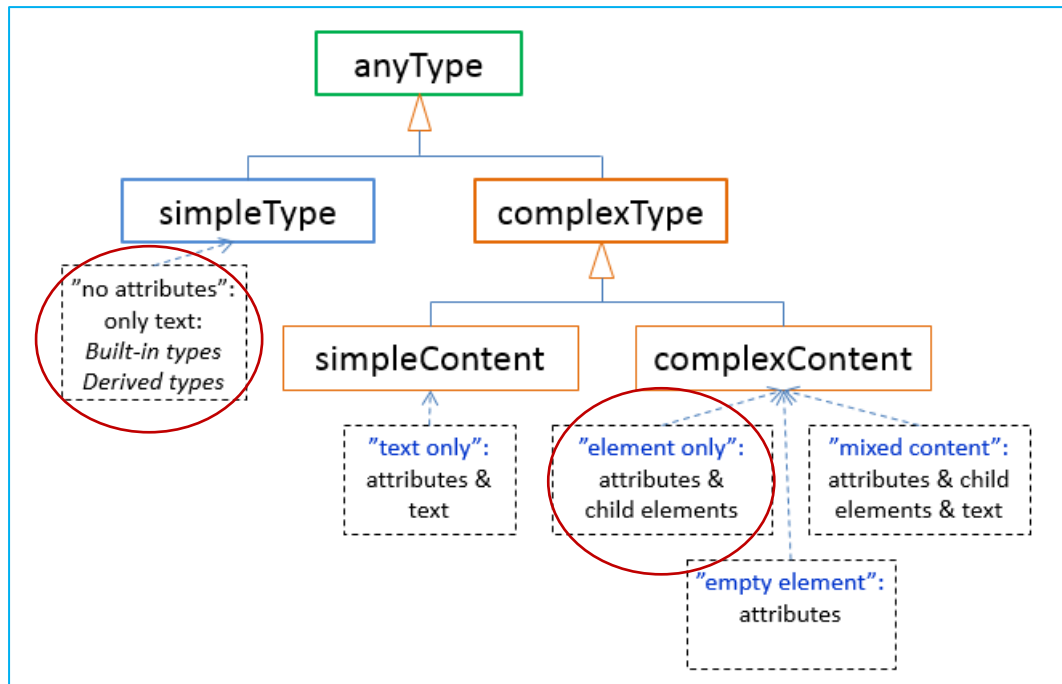 anyType
simpleType
complexType
”no attributes”:
only text:
Built-in types
Derived types
simpleContent
complexContent
”text only”:
attributes &
text
”element only”:
attributes &
child elements
”mixed content”:
attributes & child
elements & text
”empty element”:
attributes